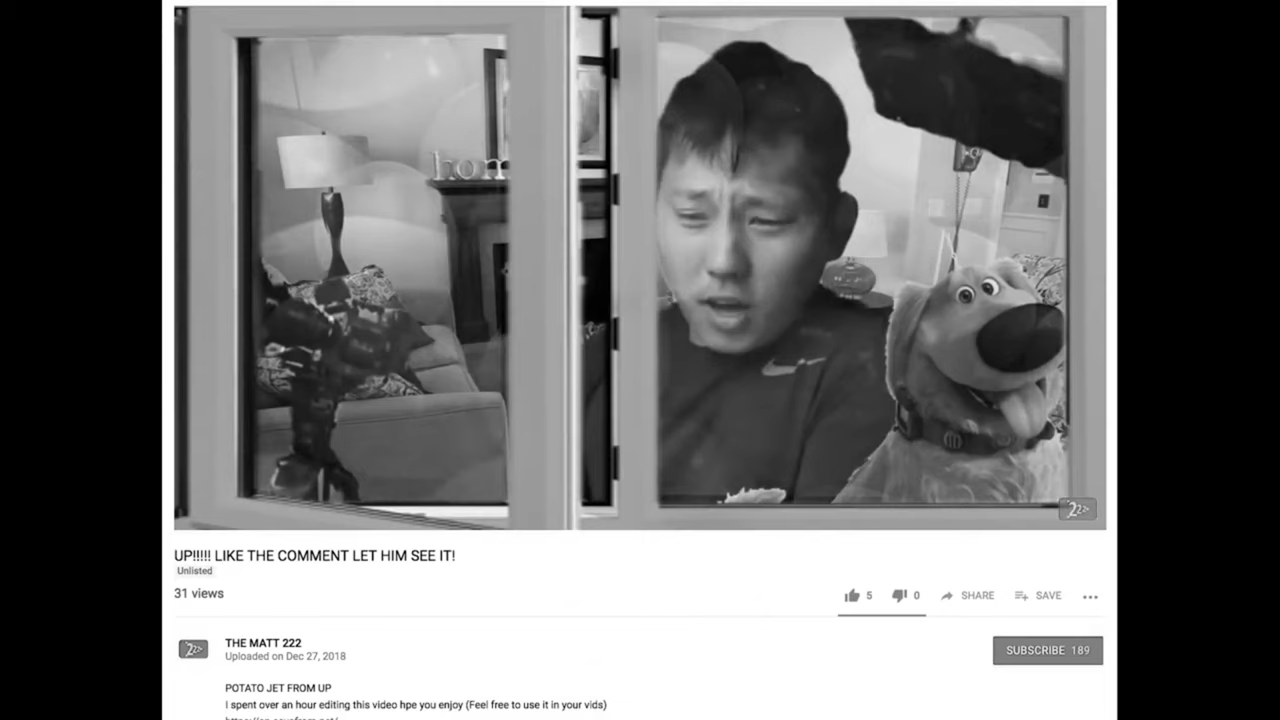 hom
UP!!!!! LIKE THE COMMENT LET HIM SEE IT!
Unlisted
31 views
5
0
SHARE
SAVE
THE MATT 222
Uploaded on Dec 27, 2018
SUBSCRIBE 189
POTATO JET FROM UP
I spent over an hour editing this video hpe you enjoy (Feel free to use it in your vids)